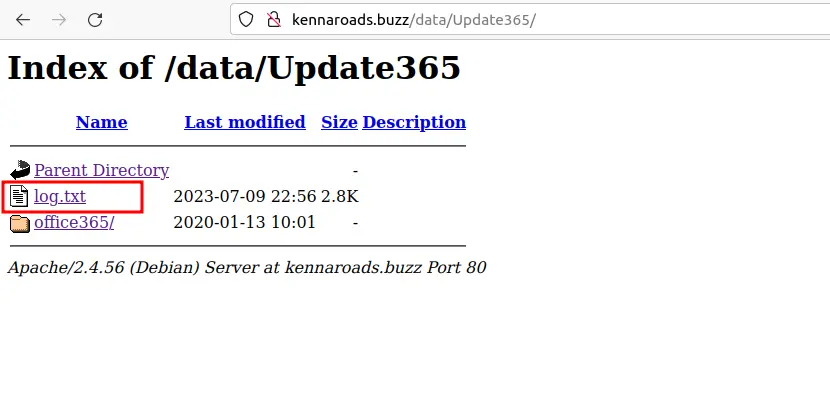 kennaroads.buzz/data/Update365/
Index of /data/Update365
Name Last modified Size Description
Parent Directory -
log.txt 2023-07-09 22:56 2.8K
office365/ 2020-01-13 10:01 -
Apache/2.4.56 (Debian) Server at kennaroads.buzz Port 80